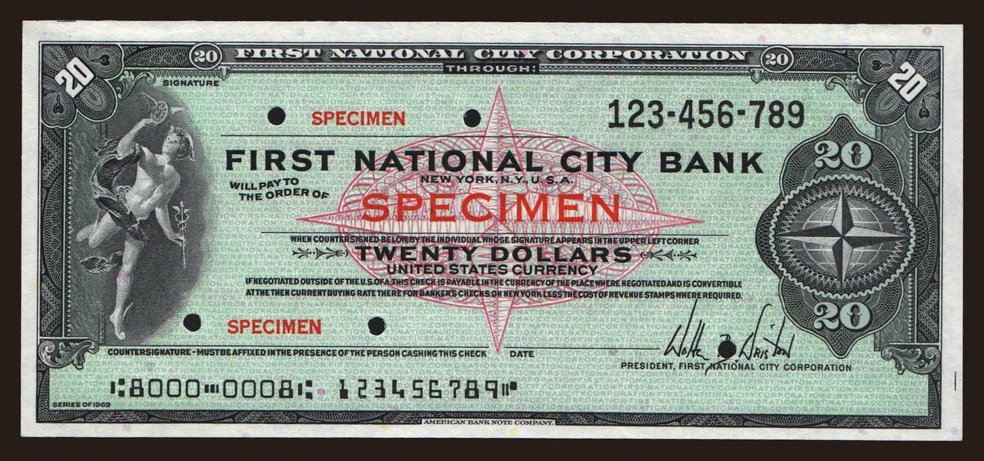 20 FIRST NATIONAL CITY CORPORATION 20
THROUGH:
20
20
SIGNATURE
SPECIMEN
123-456-789
FIRST NATIONAL CITY BANK
NEW YORK, N.Y., U.S.A.
WILL PAY TO
THE ORDER OF
SPECIMEN
20
WHEN COUNTERSIGNED BELOW BY THE INDIVIDUAL WHOSE SIGNATURE APPEARS IN THE UPPER LEFT CORNER
TWENTY DOLLARS
UNITED STATES CURRENCY
IF NEGOTIATED OUTSIDE OF THE U.S. OF A. THIS CHECK IS PAYABLE IN THE CURRENCY OF THE PLACE WHERE NEGOTIATED AND IS CONVERTIBLE
AT THE THEN CURRENT BUYING RATE THERE FOR BANKER'S CHECKS ON NEW YORK LESS THE COST OF REVENUE STAMPS WHERE REQUIRED.
20
SPECIMEN
COUNTERSIGNATURE - MUST BE AFFIXED IN THE PRESENCE OF THE PERSON CASHING THIS CHECK
DATE
PRESIDENT, FIRST NATIONAL CITY CORPORATION
⑆8000⑉0008⑆ 123456789⑈
SERIES OF 1969
AMERICAN BANK NOTE COMPANY.